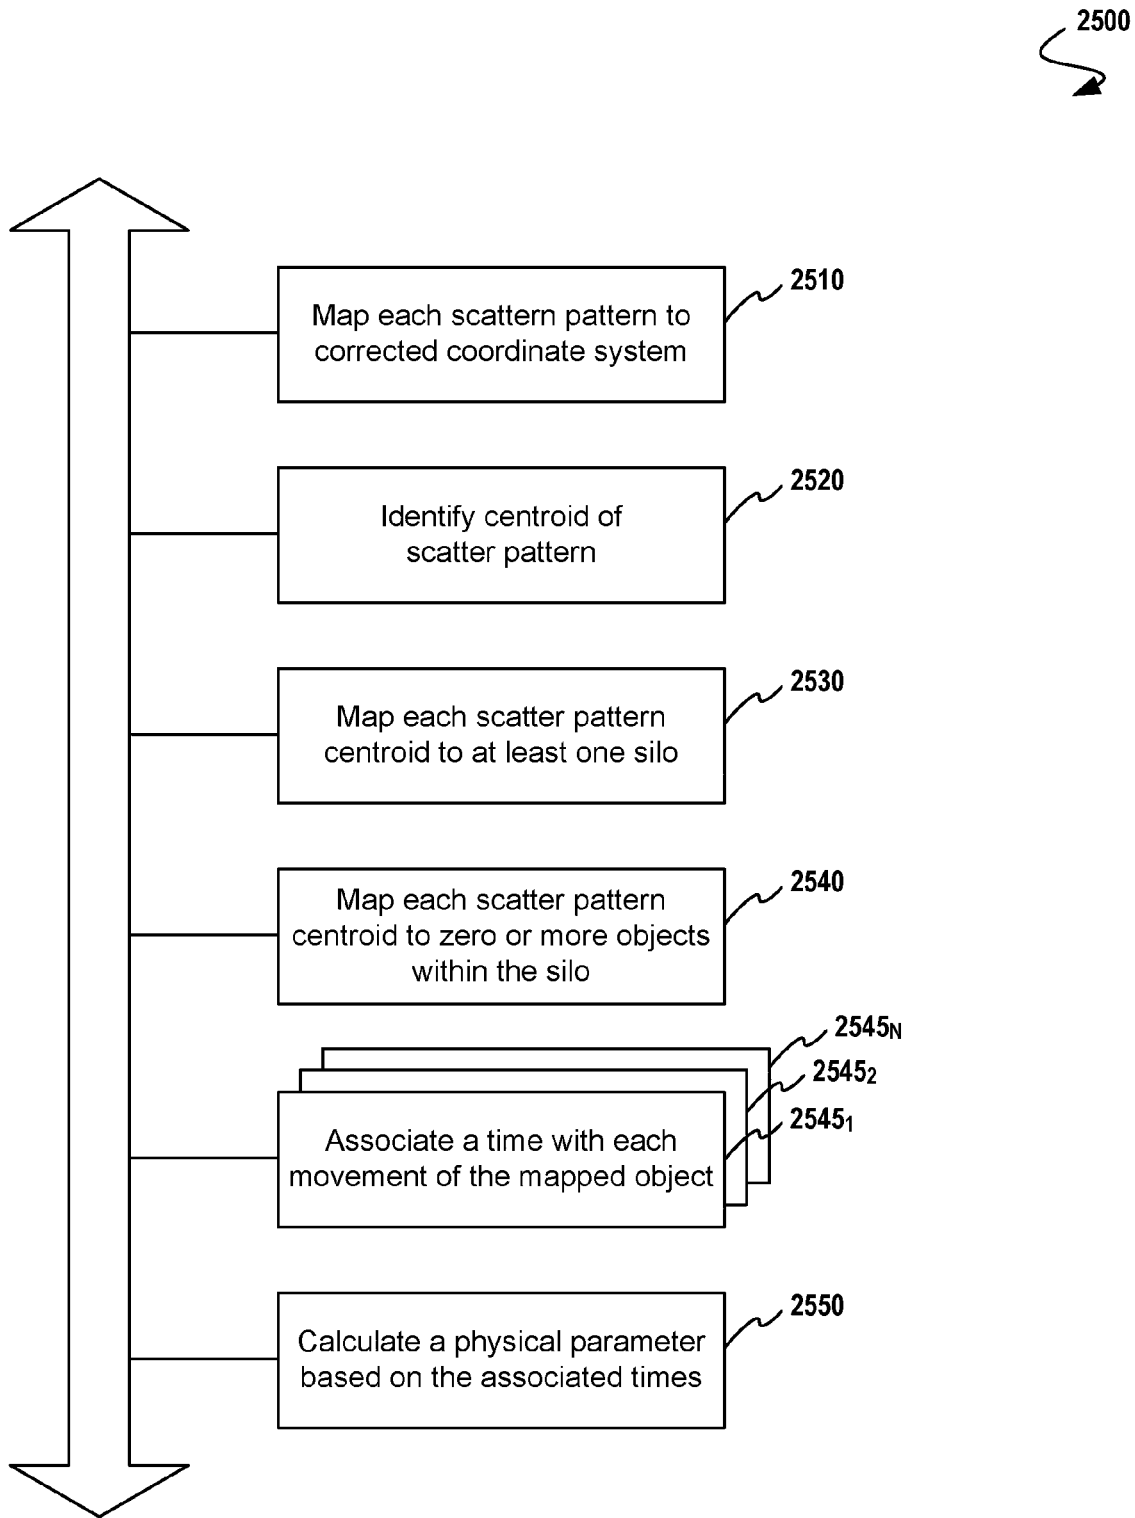 2500
2510
Map each scattern pattern to
corrected coordinate system
2520
Identify centroid of
scatter pattern
2530
Map each scatter pattern
centroid to at least one silo
2540
Map each scatter pattern
centroid to zero or more objects
within the silo
2545N
25452
25451
Associate a time with each
movement of the mapped object
2550
Calculate a physical parameter
based on the associated times